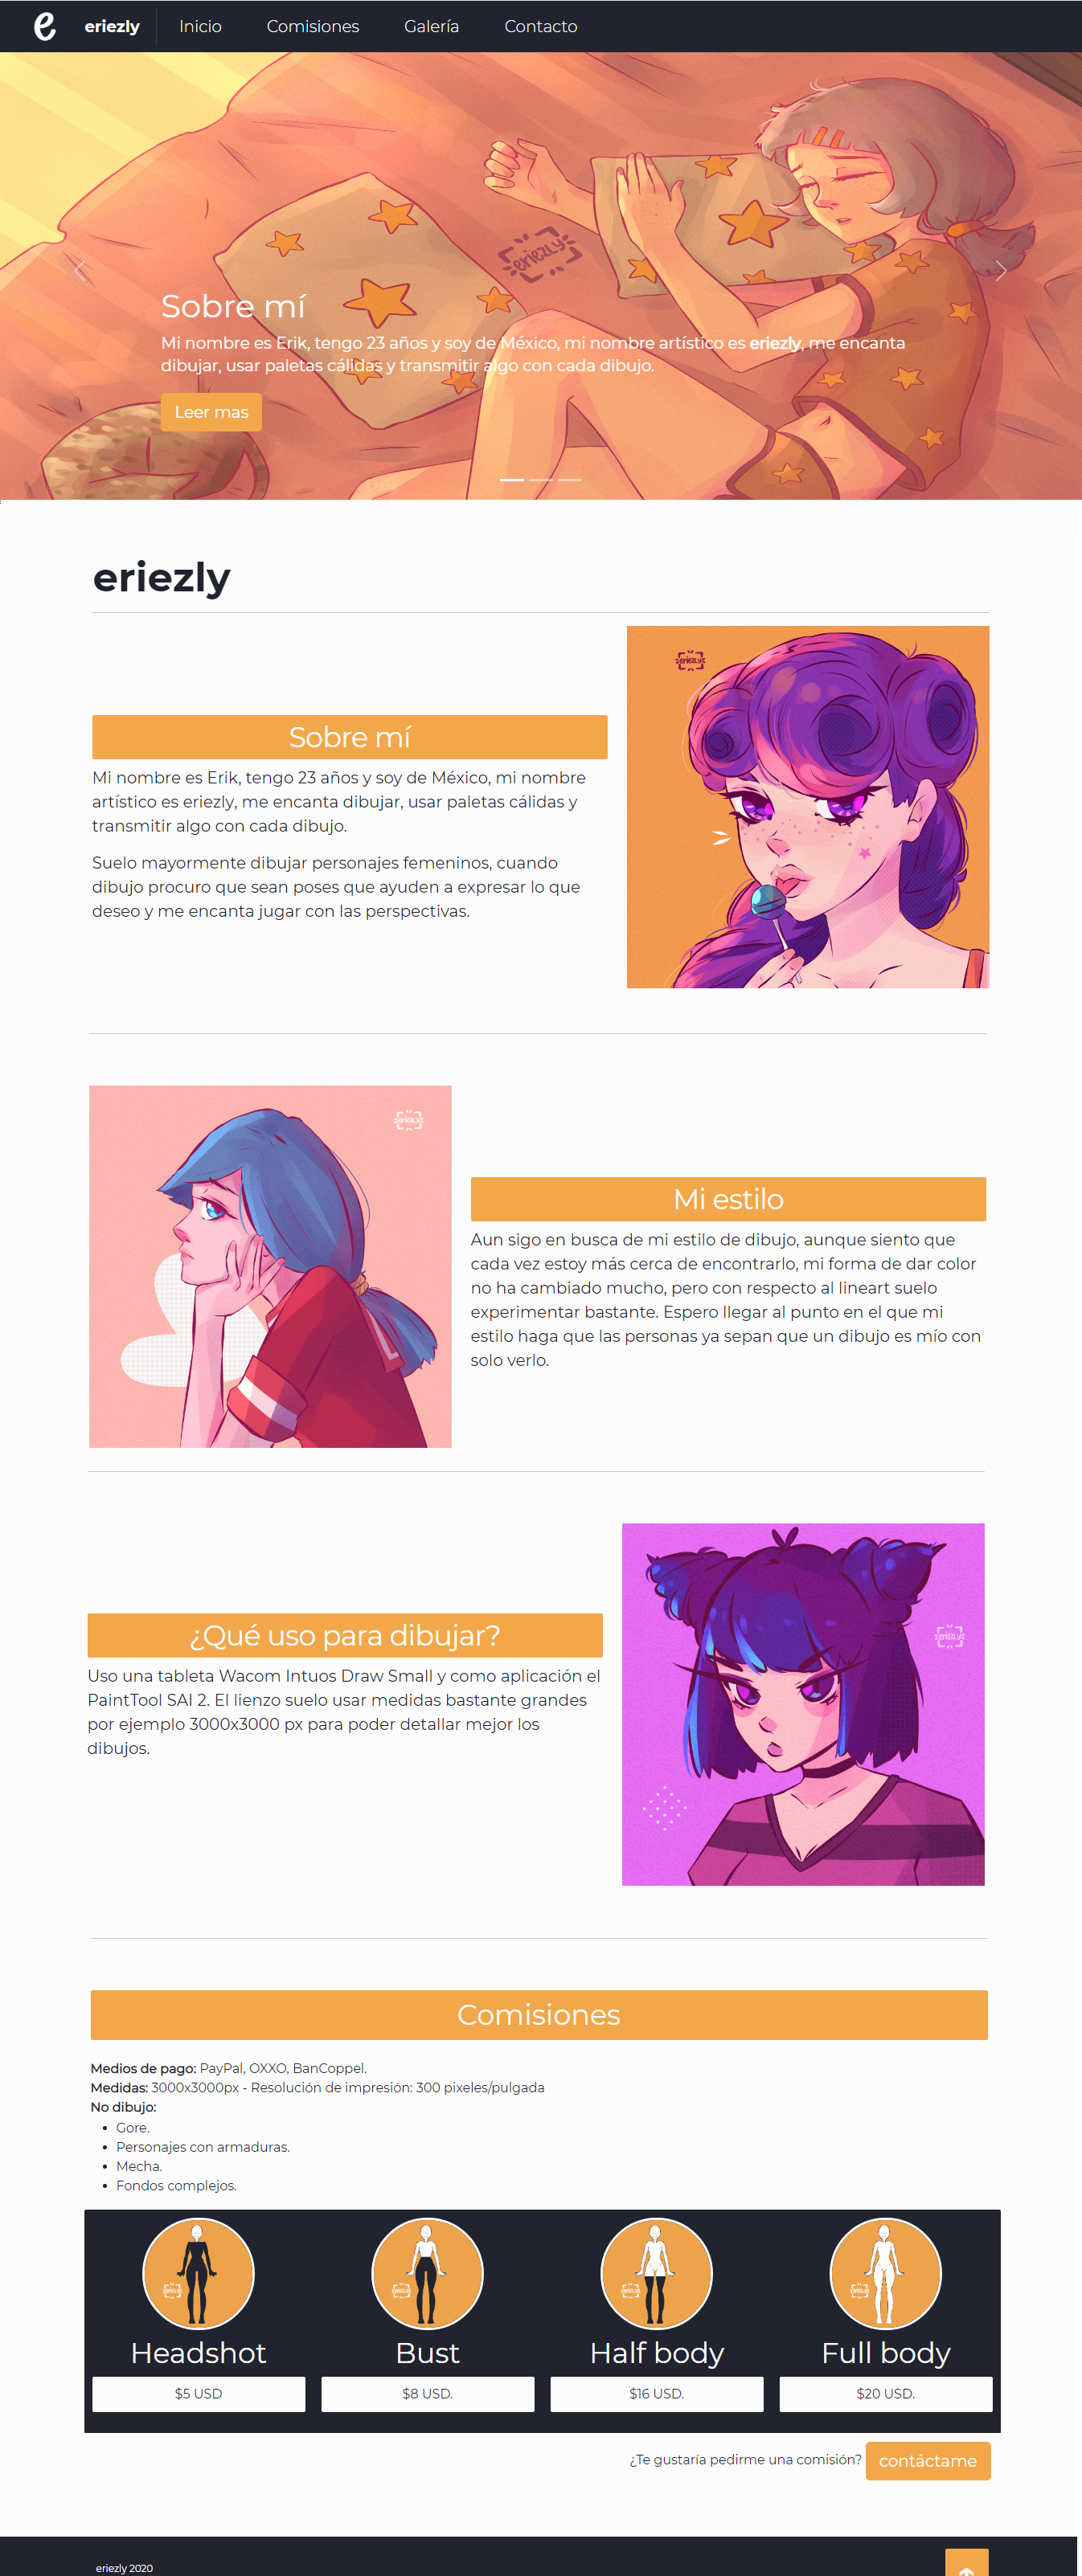 e eriezly Inicio Comisiones Galería Contacto
eriezly
Sobre mí
Mi nombre es Erik, tengo 23 años y soy de México, mi nombre artístico es eriezly, me encanta
dibujar, usar paletas cálidas y transmitir algo con cada dibujo.
Leer mas
eriezly
eriezly
Sobre mí
Mi nombre es Erik, tengo 23 años y soy de México, mi nombre
artístico es eriezly, me encanta dibujar, usar paletas cálidas y
transmitir algo con cada dibujo.
Suelo mayormente dibujar personajes femeninos, cuando
dibujo procuro que sean poses que ayuden a expresar lo que
deseo y me encanta jugar con las perspectivas.
eriezly
Mi estilo
Aun sigo en busca de mi estilo de dibujo, aunque siento que
cada vez estoy más cerca de encontrarlo, mi forma de dar color
no ha cambiado mucho, pero con respecto al lineart suelo
experimentar bastante. Espero llegar al punto en el que mi
estilo haga que las personas ya sepan que un dibujo es mío con
solo verlo.
eriezly
¿Qué uso para dibujar?
Uso una tableta Wacom Intuos Draw Small y como aplicación el
PaintTool SAI 2. El lienzo suelo usar medidas bastante grandes
por ejemplo 3000x3000 px para poder detallar mejor los
dibujos.
Comisiones
Medios de pago: PayPal, OXXO, BanCoppel.
Medidas: 3000x3000px - Resolución de impresión: 300 pixeles/pulgada
No dibujo:
• Gore.
• Personajes con armaduras.
• Mecha.
• Fondos complejos.
eriezly eriezly eriezly eriezly
Headshot Bust Half body Full body
$5 USD $8 USD. $16 USD. $20 USD.
¿Te gustaría pedirme una comisión? contáctame
eriezly 2020